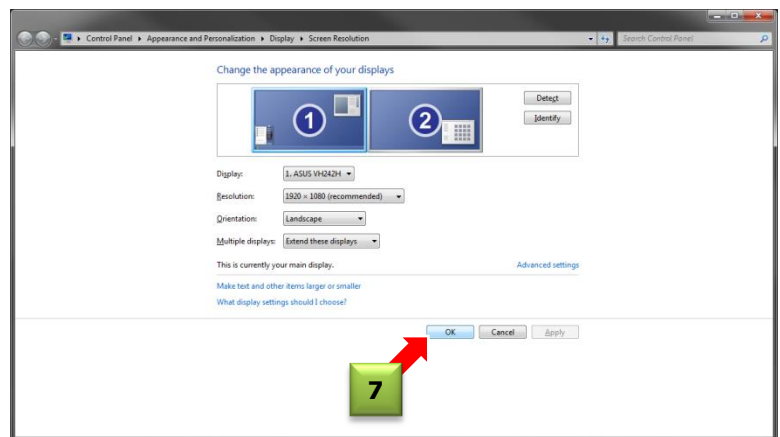 Control Panel ▸ Appearance and Personalization ▸ Display ▸ Screen Resolution
Search Control Panel
Change the appearance of your displays
1
2
Detect
Identify
Display: 1. ASUS VH242H
Resolution: 1920 × 1080 (recommended)
Orientation: Landscape
Multiple displays: Extend these displays
This is currently your main display. Advanced settings
Make text and other items larger or smaller
What display settings should I choose?
OK Cancel Apply
7